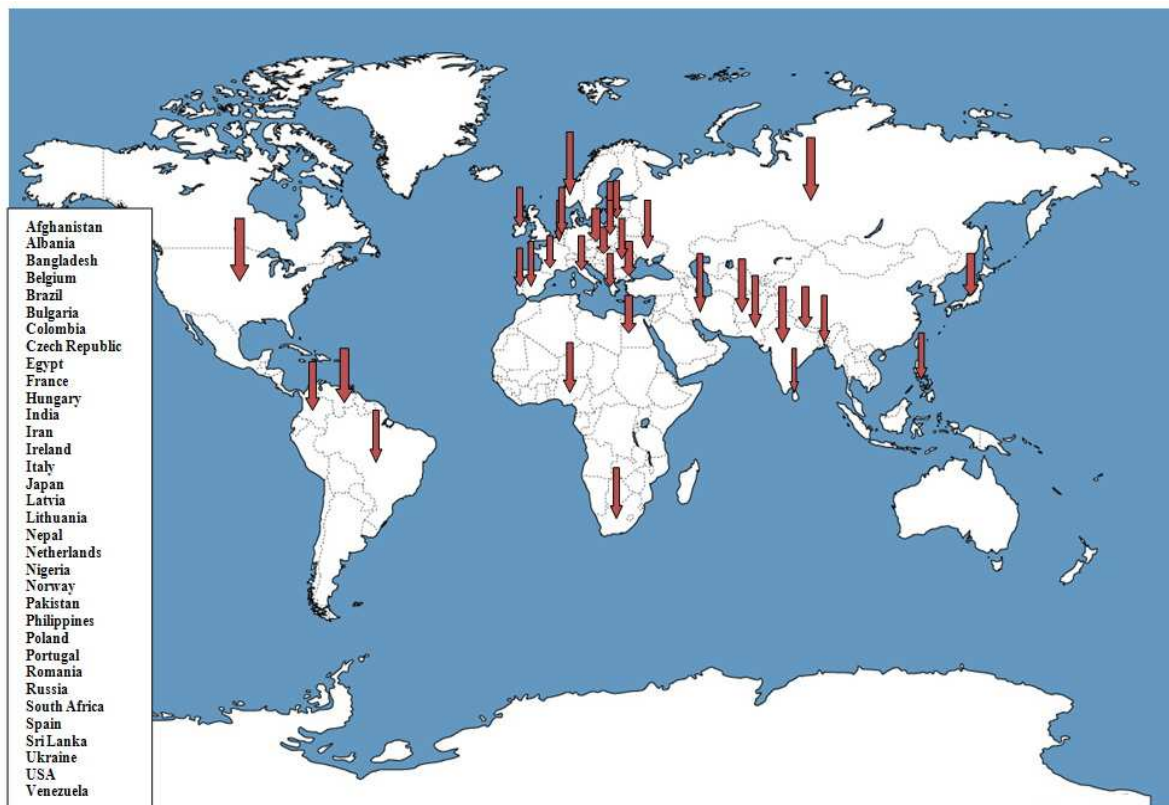 Afghanistan
Albania
Bangladesh
Belgium
Brazil
Bulgaria
Colombia
Czech Republic
Egypt
France
Hungary
India
Iran
Ireland
Italy
Japan
Latvia
Lithuania
Nepal
Netherlands
Nigeria
Norway
Pakistan
Philippines
Poland
Portugal
Romania
Russia
South Africa
Spain
Sri Lanka
Ukraine
USA
Venezuela